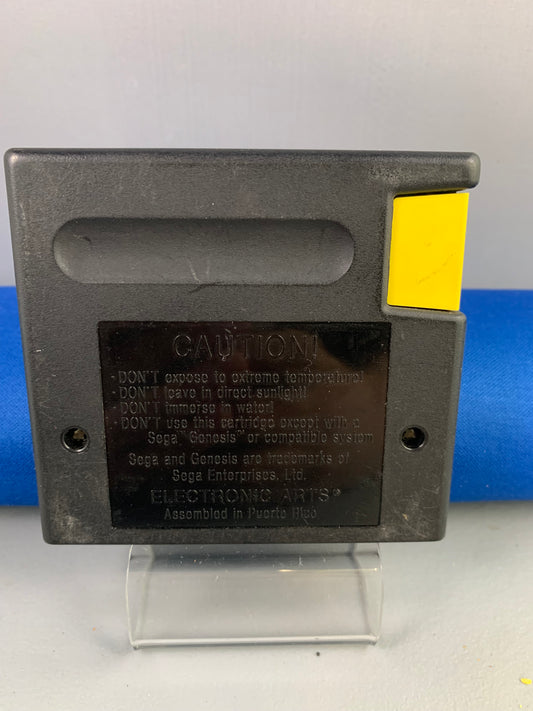 CAUTION!
·DON'T expose to extreme temperature!
·DON'T leave in direct sunlight!
·DON'T immerse in water!
·DON'T use this cartridge except with a
Sega™ Genesis™ or compatible system
Sega and Genesis are trademarks of
Sega Enterprises, Ltd.
ELECTRONIC ARTS®
Assembled in Puerto Rico